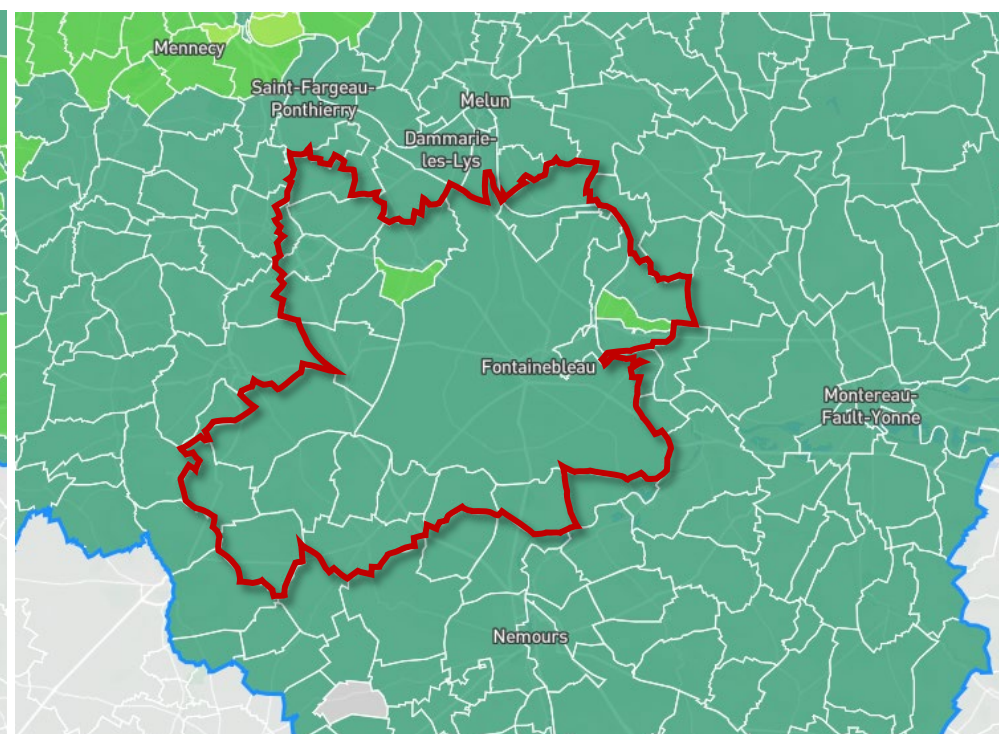 Mennecy
Saint-Fargeau-
Ponthierry
Melun
Dammarie-
les-Lys
Fontainebleau
Montereau-
Fault-Yonne
Nemours